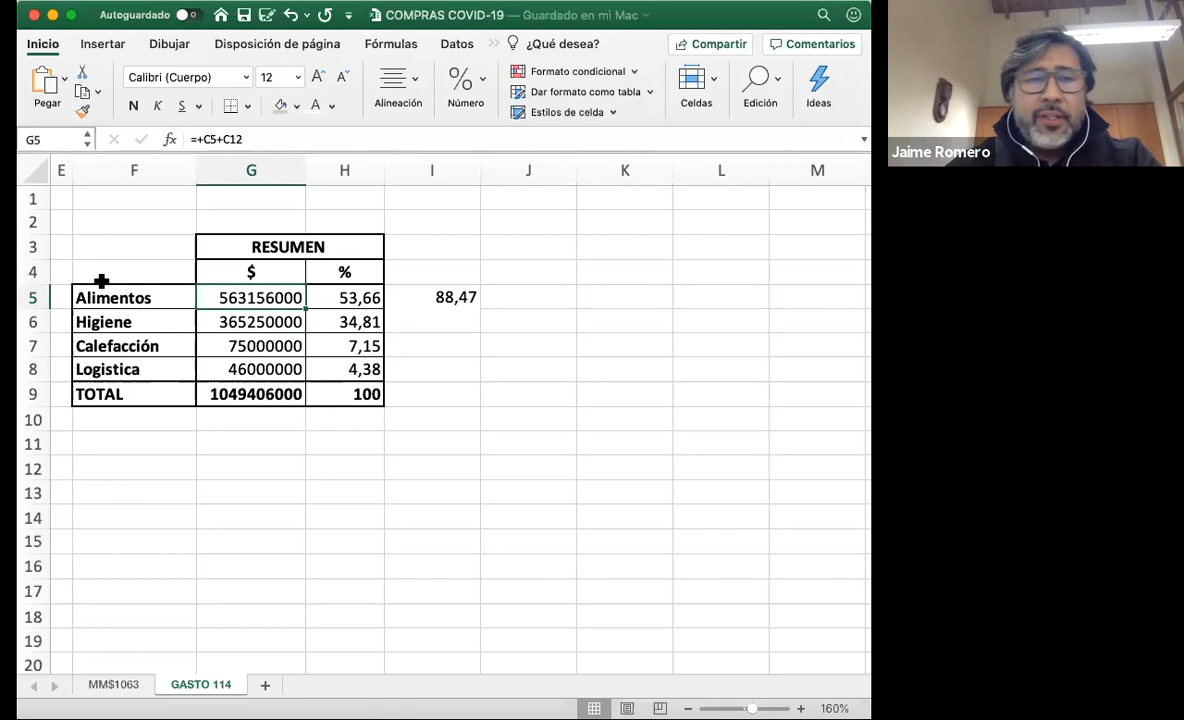 Autoguardado
COMPRAS COVID-19 — Guardado en mi Mac
Inicio Insertar Dibujar Disposición de página Fórmulas Datos ¿Qué desea? Compartir Comentarios
Pegar
Calibri (Cuerpo) 12
N K S A
Alineación
%
Número
Formato condicional
Dar formato como tabla
Estilos de celda
Celdas
Edición
Ideas
G5 fx =+C5+C12
E F G H I J K L M
1
2
3 RESUMEN
4 $ %
5 Alimentos 563156000 53,66 88,47
6 Higiene 365250000 34,81
7 Calefacción 75000000 7,15
8 Logistica 46000000 4,38
9 TOTAL 1049406000 100
10
11
12
13
14
15
16
17
18
19
20
MM$1063 GASTO 114 +
160%
Jaime Romero